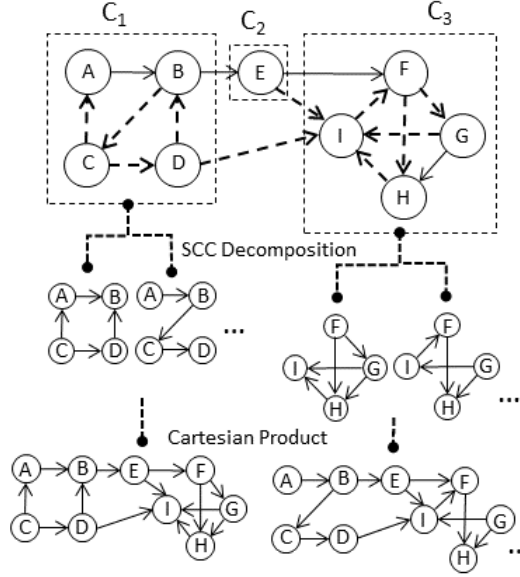 C1 C2 C3
A B E F
I G
C D H
SCC Decomposition
A B A B
C D C D ...
F F
I G I G
H H ...
Cartesian Product
A B E F
I G
C D H
A B E F
I G
C D H ..